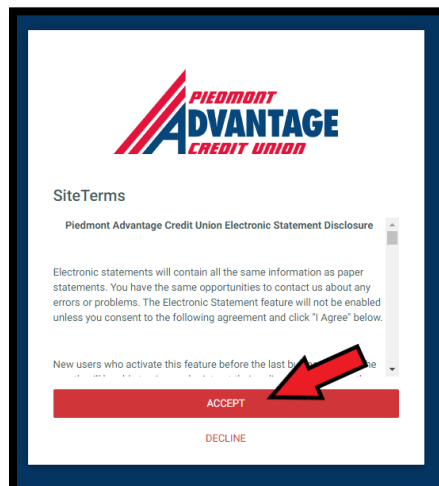 PIEDMONT
ADVANTAGE
CREDIT UNION
SiteTerms
Piedmont Advantage Credit Union Electronic Statement Disclosure
Electronic statements will contain all the same information as paper
statements. You have the same opportunities to contact us about any
errors or problems. The Electronic Statement feature will not be enabled
unless you consent to the following agreement and click "I Agree" below.
New users who activate this feature before the last
ACCEPT
DECLINE